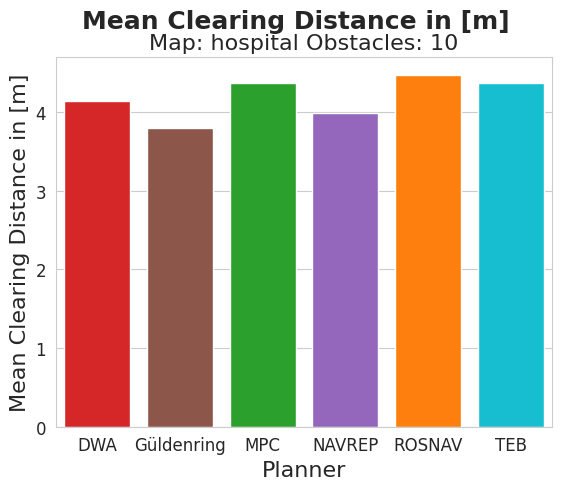 Mean Clearing Distance in [m]
Map: hospital Obstacles: 10
Mean Clearing Distance in [m]
4
3
2
1
0
DWA Güldenring MPC NAVREP ROSNAV TEB
Planner